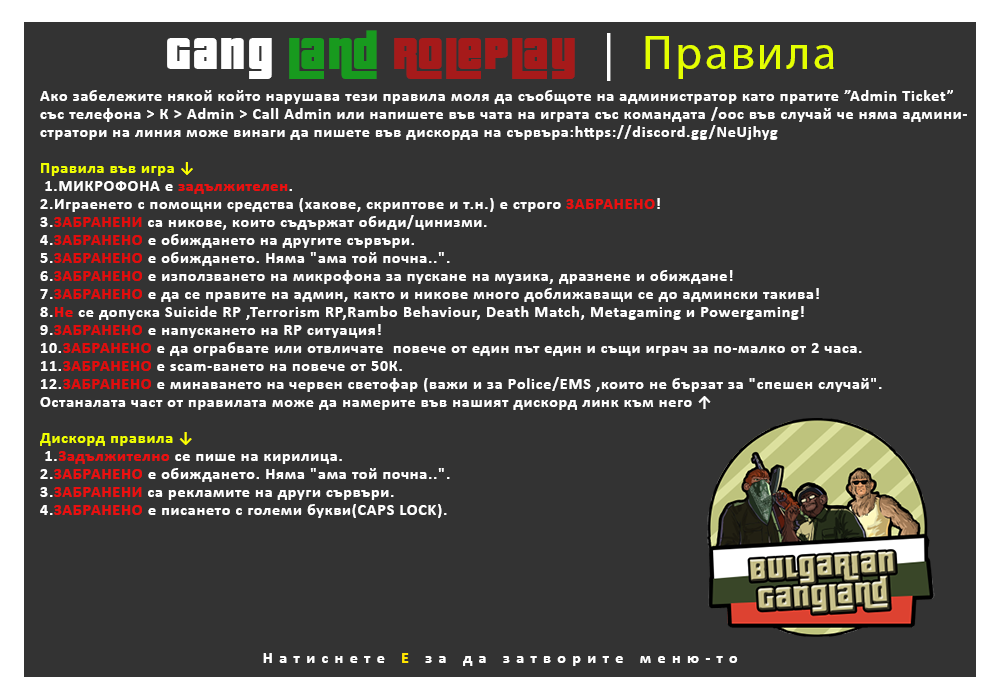 Gang Land Roleplay | Правила
Ако забележите някой който нарушава тези правила моля да съобщоте на администратор като пратите ”Admin Ticket”
със телефона > K > Admin > Call Admin или напишете във чата на играта със командата /оос във случай че няма админи-
стратори на линия може винаги да пишете във дискорда на сървъра:https://discord.gg/NeUjhyg
Правила във игра ↓
1.МИКРОФОНА е задължителен.
2.Играенето с помощни средства (хакове, скриптове и т.н.) е строго ЗАБРАНЕНО!
3.ЗАБРАНЕНИ са никове, които съдържат обиди/цинизми.
4.ЗАБРАНЕНО е обиждането на другите сървъри.
5.ЗАБРАНЕНО е обиждането. Няма "ама той почна..".
6.ЗАБРАНЕНО е използването на микрофона за пускане на музика, дразнене и обиждане!
7.ЗАБРАНЕНО е да се правите на админ, както и никове много доближаващи се до админски такива!
8.Не се допуска Suicide RP ,Terrorism RP,Rambo Behaviour, Death Match, Metagaming и Powergaming!
9.ЗАБРАНЕНО е напускането на RP ситуация!
10.ЗАБРАНЕНО е да ограбвате или отвличате  повече от един път един и същи играч за по-малко от 2 часа.
11.ЗАБРАНЕНО е scam-ването на повече от 50К.
12.ЗАБРАНЕНО е минаването на червен светофар (важи и за Police/EMS ,които не бързат за "спешен случай".
Останалата част от правилата може да намерите във нашият дискорд линк към него ↑
Дискорд правила ↓
1.Задължително се пише на кирилица.
2.ЗАБРАНЕНО е обиждането. Няма "ама той почна..".
3.ЗАБРАНЕНИ са рекламите на други сървъри.
4.ЗАБРАНЕНО е писането с големи букви(CAPS LOCK).
Bulgarian
Gangland
Натиснете E за да затворите меню-то